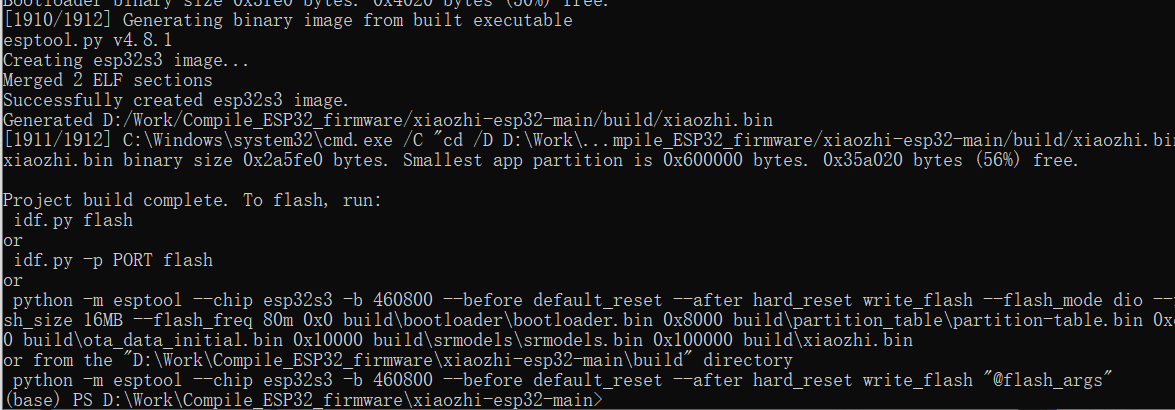 Bootloader binary size 0x3fe0 bytes. 0x4020 bytes (50%) free.
[1910/1912] Generating binary image from built executable
esptool.py v4.8.1
Creating esp32s3 image...
Merged 2 ELF sections
Successfully created esp32s3 image.
Generated D:/Work/Compile_ESP32_firmware/xiaozhi-esp32-main/build/xiaozhi.bin
[1911/1912] C:\Windows\system32\cmd.exe /C "cd /D D:\Work\...mpile_ESP32_firmware/xiaozhi-esp32-main/build/xiaozhi.bin
xiaozhi.bin binary size 0x2a5fe0 bytes. Smallest app partition is 0x600000 bytes. 0x35a020 bytes (56%) free.
Project build complete. To flash, run:
idf.py flash
or
idf.py -p PORT flash
or
python -m esptool --chip esp32s3 -b 460800 --before default_reset --after hard_reset write_flash --flash_mode dio --
sh_size 16MB --flash_freq 80m 0x0 build\bootloader\bootloader.bin 0x8000 build\partition_table\partition-table.bin 0x
0 build\ota_data_initial.bin 0x10000 build\srmodels\srmodels.bin 0x100000 build\xiaozhi.bin
or from the "D:\Work\Compile_ESP32_firmware\xiaozhi-esp32-main\build" directory
python -m esptool --chip esp32s3 -b 460800 --before default_reset --after hard_reset write_flash "@flash_args"
(base) PS D:\Work\Compile_ESP32_firmware\xiaozhi-esp32-main>